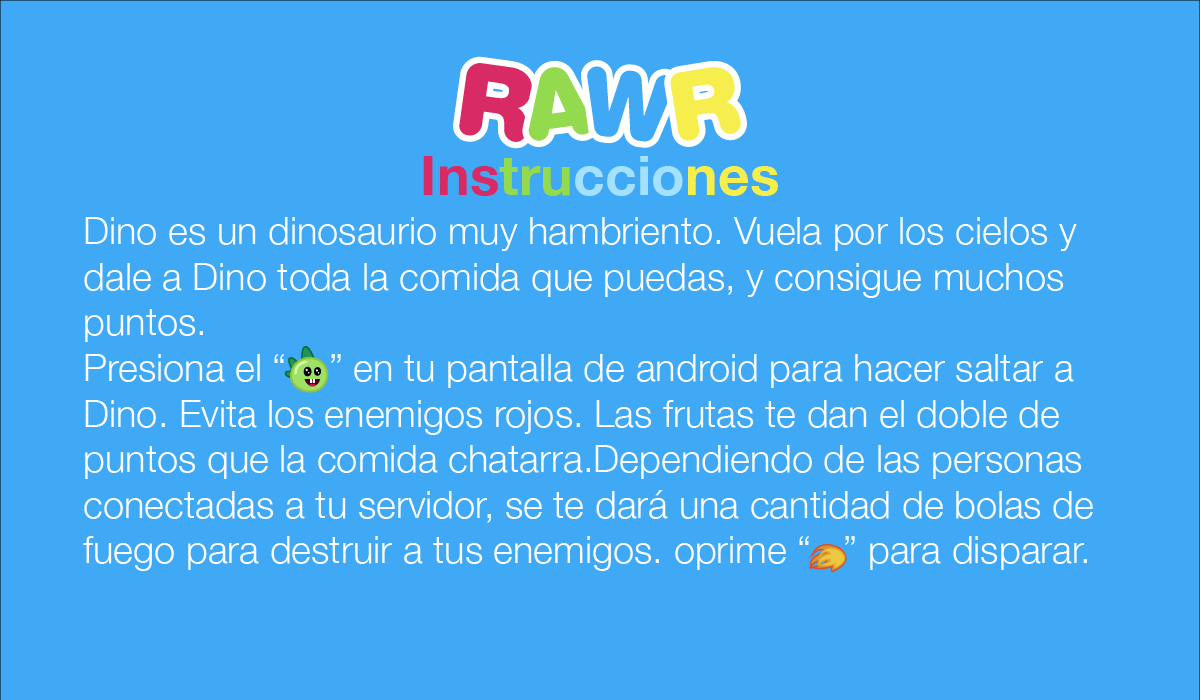 RAWR
Instrucciones
Dino es un dinosaurio muy hambriento. Vuela por los cielos y
dale a Dino toda la comida que puedas, y consigue muchos
puntos.
Presiona el “ ” en tu pantalla de android para hacer saltar a
Dino. Evita los enemigos rojos. Las frutas te dan el doble de
puntos que la comida chatarra.Dependiendo de las personas
conectadas a tu servidor, se te dará una cantidad de bolas de
fuego para destruir a tus enemigos. oprime “ ” para disparar.